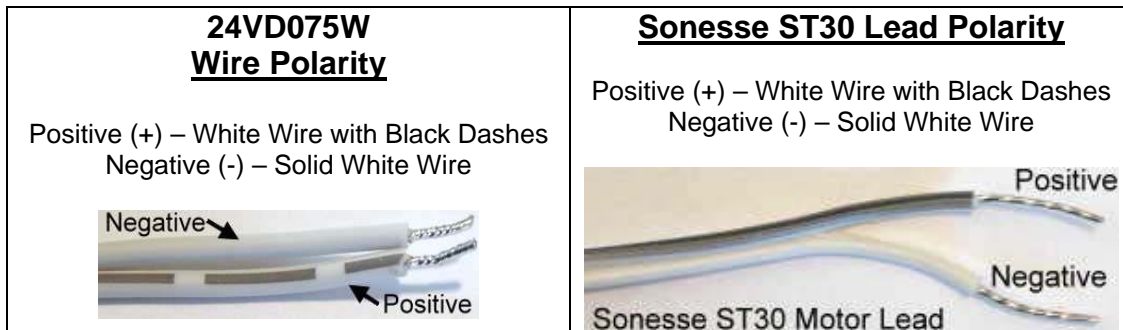 24VD075W
Wire Polarity
Positive (+) – White Wire with Black Dashes
Negative (-) – Solid White Wire
Negative
Positive
Sonesse ST30 Lead Polarity
Positive (+) – White Wire with Black Dashes
Negative (-) – Solid White Wire
Positive
Negative
Sonesse ST30 Motor Lead